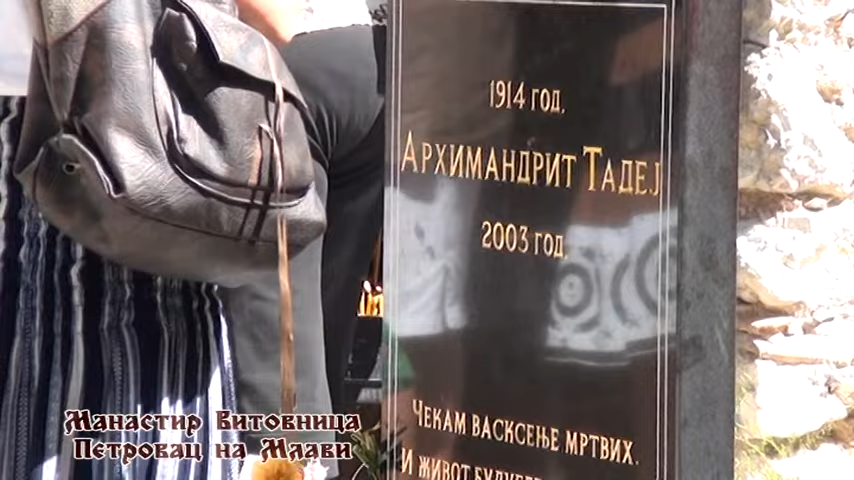 1914 год.
Архимандрит Тадеј
2003 год.
Чекам васксење мртвих.
И живот
Манастир Витовница
Петровац на Млави